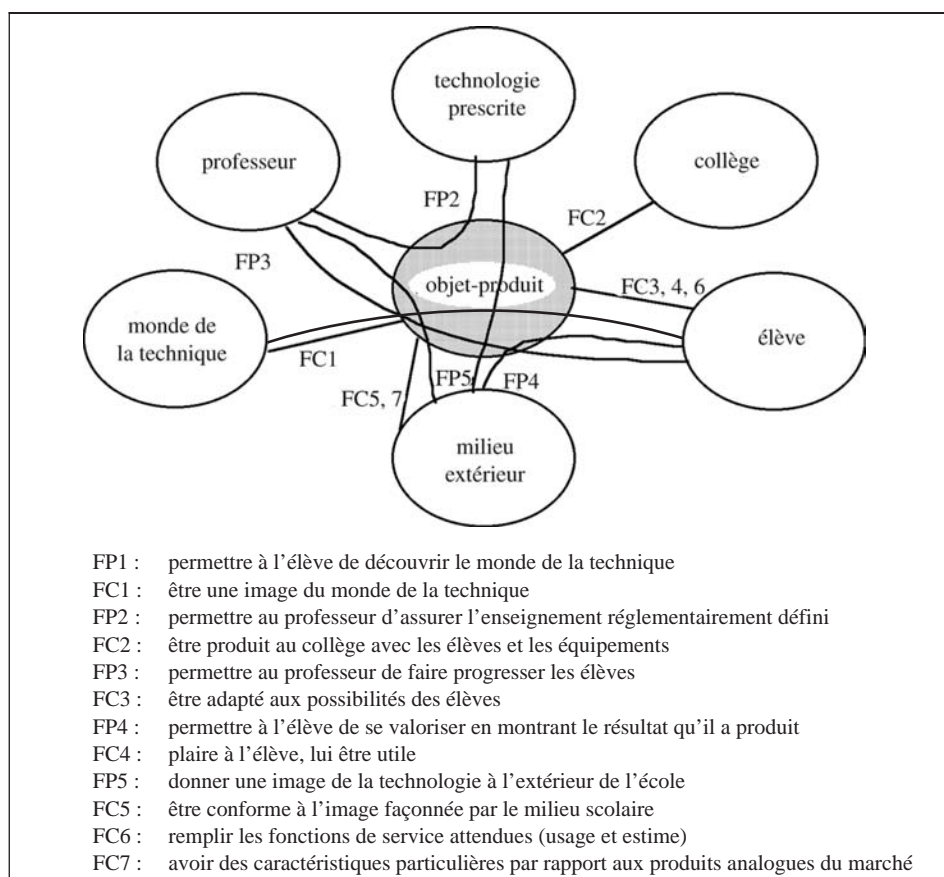 technologie
prescrite
professeur
collège
FP2
FC2
FP3
objet-produit
FC3, 4, 6
monde de
la technique
élève
FC1
FP5
FP4
FC5, 7
milieu
extérieur
FP1 : permettre à l'élève de découvrir le monde de la technique
FC1 : être une image du monde de la technique
FP2 : permettre au professeur d'assurer l'enseignement réglementairement défini
FC2 : être produit au collège avec les élèves et les équipements
FP3 : permettre au professeur de faire progresser les élèves
FC3 : être adapté aux possibilités des élèves
FP4 : permettre à l'élève de se valoriser en montrant le résultat qu'il a produit
FC4 : plaire à l'élève, lui être utile
FP5 : donner une image de la technologie à l'extérieur de l'école
FC5 : être conforme à l'image façonnée par le milieu scolaire
FC6 : remplir les fonctions de service attendues (usage et estime)
FC7 : avoir des caractéristiques particulières par rapport aux produits analogues du marché